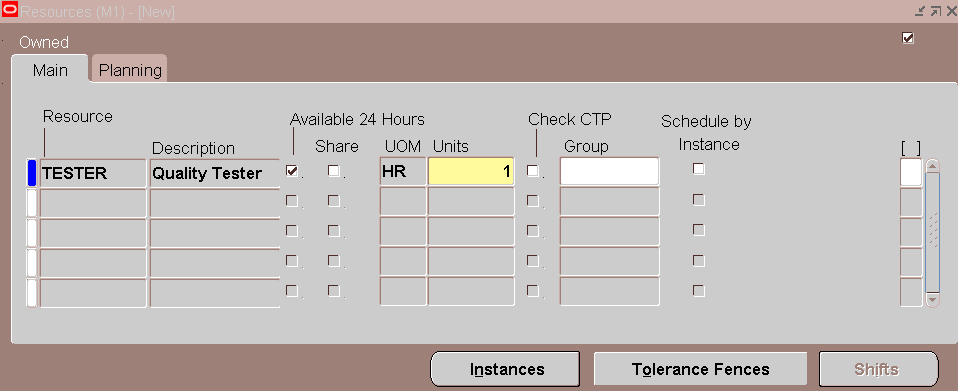 Resources (M1) - [New]
Owned
Main Planning
Resource
Available 24 Hours
Check CTP
Schedule by
Instance
Description
Share
UOM
Units
Group
[ ]
TESTER Quality Tester HR 1
Instances Tolerance Fences Shifts